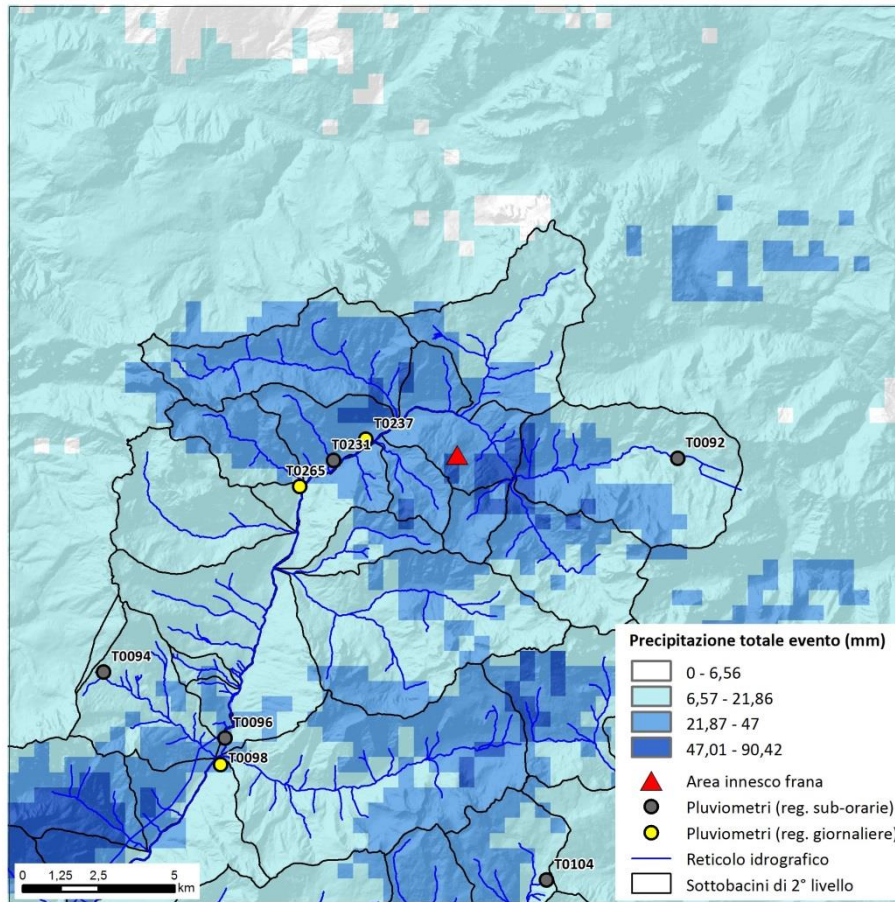 T0237
T0231
T0092
T0265
T0094
T0096
T0098
T0104
Precipitazione totale evento (mm)
0 - 6,56
6,57 - 21,86
21,87 - 47
47,01 - 90,42
Area innesco frana
Pluviometri (reg. sub-orarie)
Pluviometri (reg. giornaliere)
Reticolo idrografico
Sottobacini di 2° livello
0 1,25 2,5 5
km